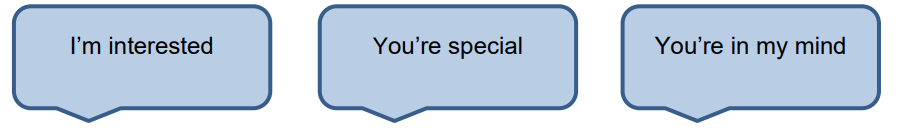 I’m interested
You’re special
You’re in my mind